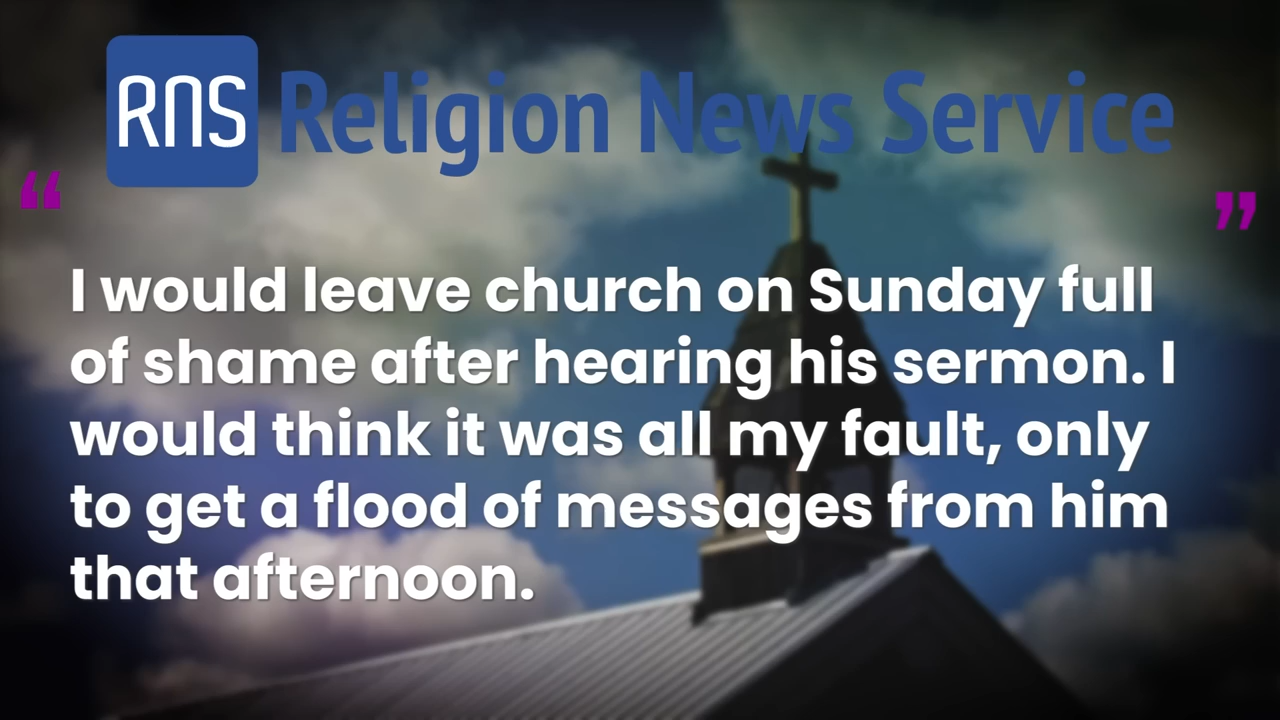 RNS Religion News Service
“ ”
I would leave church on Sunday full
of shame after hearing his sermon. I
would think it was all my fault, only
to get a flood of messages from him
that afternoon.